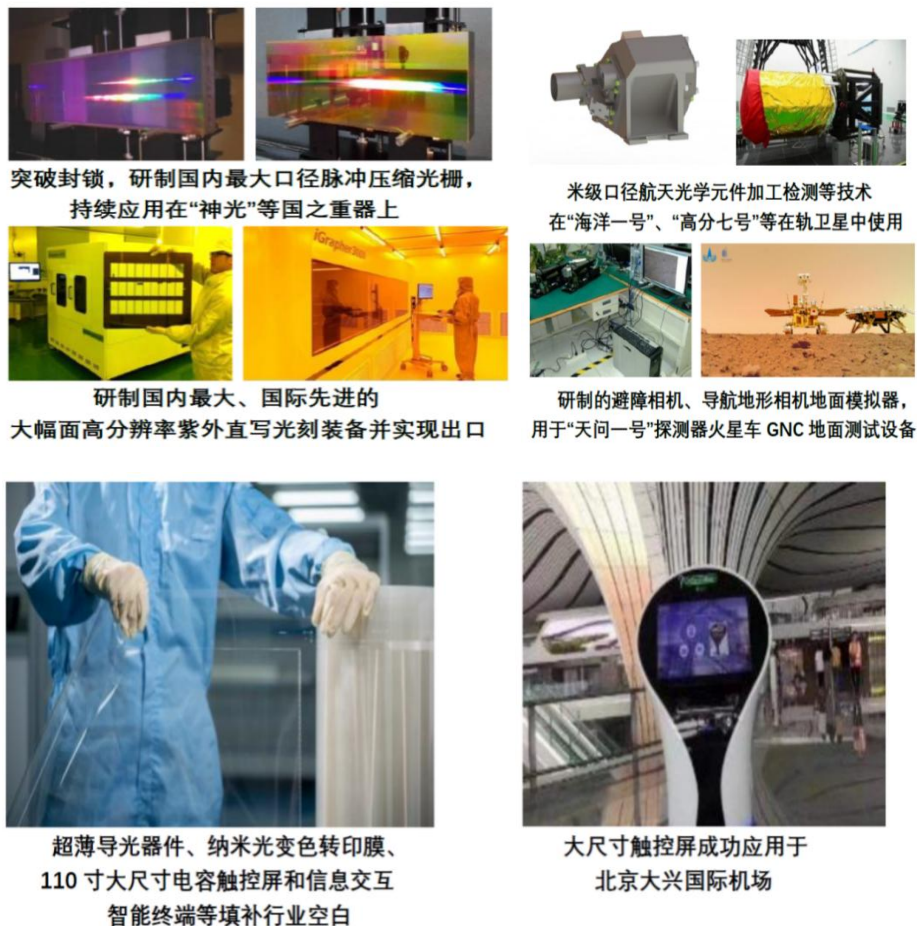 突破封锁，研制国内最大口径脉冲压缩光栅，
持续应用在“神光”等国之重器上
米级口径航天光学元件加工检测等技术
在“海洋一号”、“高分七号”等在轨卫星中使用
iGrapher3000
研制国内最大、国际先进的
大幅面高分辨率紫外直写光刻装备并实现出口
研制的避障相机、导航地形相机地面模拟器，
用于“天问一号”探测器火星车 GNC 地面测试设备
超薄导光器件、纳米光变色转印膜、
110 寸大尺寸电容触控屏和信息交互
智能终端等填补行业空白
大尺寸触控屏成功应用于
北京大兴国际机场